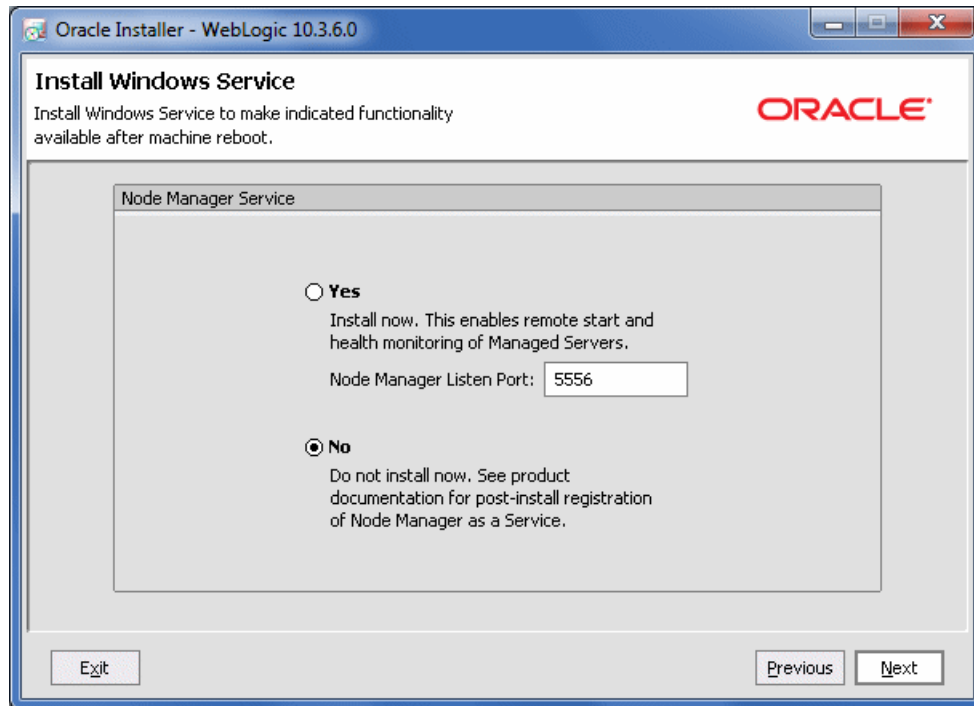 Oracle Installer - WebLogic 10.3.6.0
Install Windows Service
Install Windows Service to make indicated functionality
available after machine reboot.
ORACLE
Node Manager Service
Yes
Install now. This enables remote start and
health monitoring of Managed Servers.
Node Manager Listen Port: 5556
No
Do not install now. See product
documentation for post-install registration
of Node Manager as a Service.
Exit Previous Next